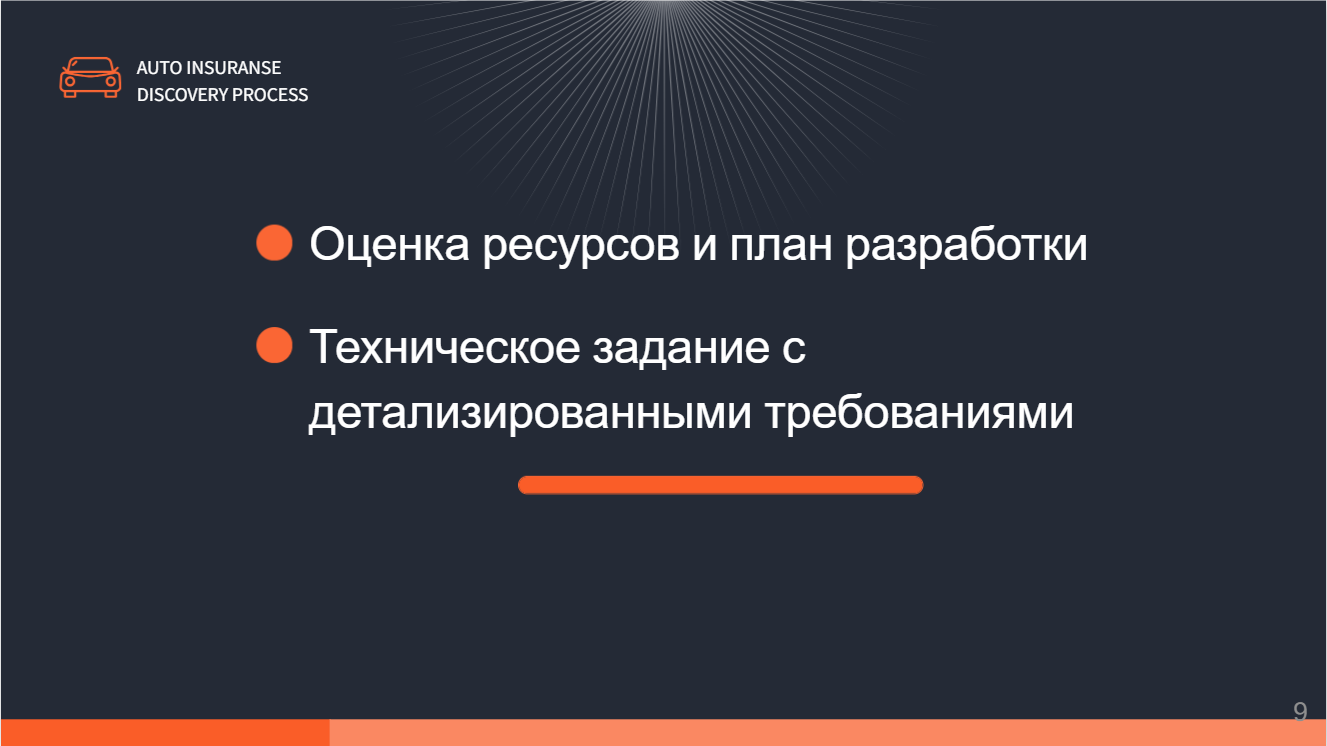 AUTO INSURANSE
DISCOVERY PROCESS
Оценка ресурсов и план разработки
Техническое задание с
детализированными требованиями
9